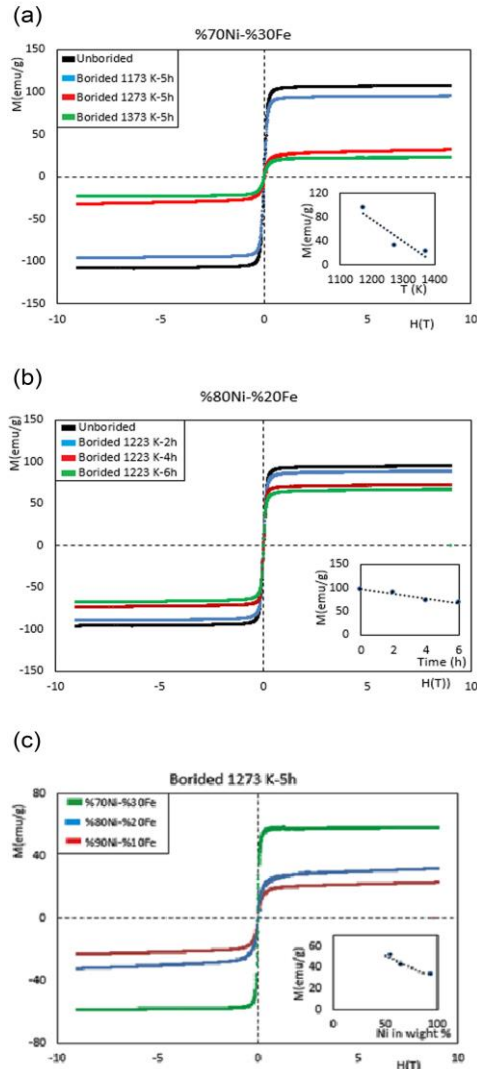 (a)
%70Ni-%30Fe
M(emu/g)
150
100
50
0
-50
-100
-150
Unborided
Borided 1173 K-5h
Borided 1273 K-5h
Borided 1373 K-5h
M(emu/g)
120
80
40
0
1100 1200 1300 1400
T (K)
-10 -5 0 5 10
H(T)
(b)
%80Ni-%20Fe
M(emu/g)
150
100
50
0
-50
-100
-150
Unborided
Borided 1223 K-2h
Borided 1223 K-4h
Borided 1223 K-6h
M(emu/g)
150
100
50
0
0 2 4 6
Time (h)
-10 -5 0 5 10
H(T))
(c)
Borided 1273 K-5h
M(emu/g)
80
40
0
-40
-80
%70Ni-%30Fe
%80Ni-%20Fe
%90Ni-%10Fe
M(emu/g)
60
40
20
0
0 50 100
Ni in wight %
-10 -5 0 5 10
H(T)